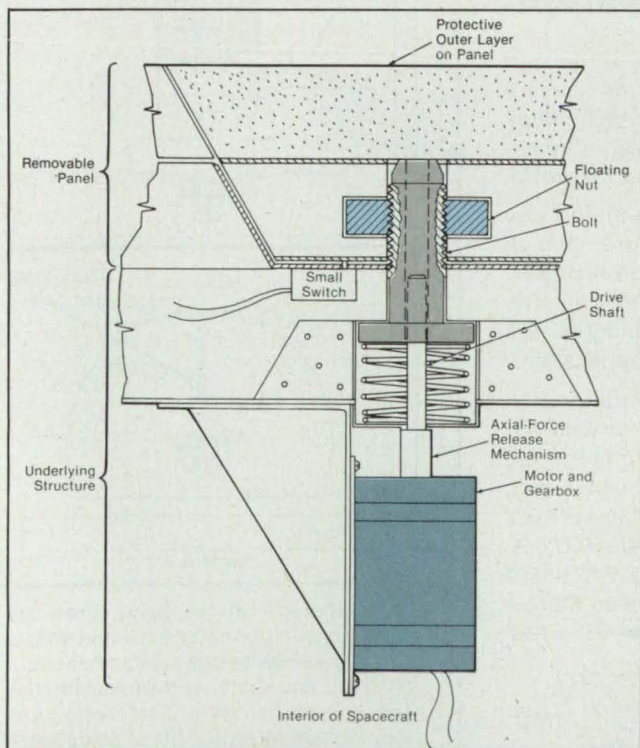 Protective
Outer Layer
on Panel
Removable
Panel
Floating
Nut
Bolt
Small
Switch
Drive
Shaft
Axial-Force
Release
Mechanism
Motor and
Gearbox
Underlying
Structure
Interior of Spacecraft